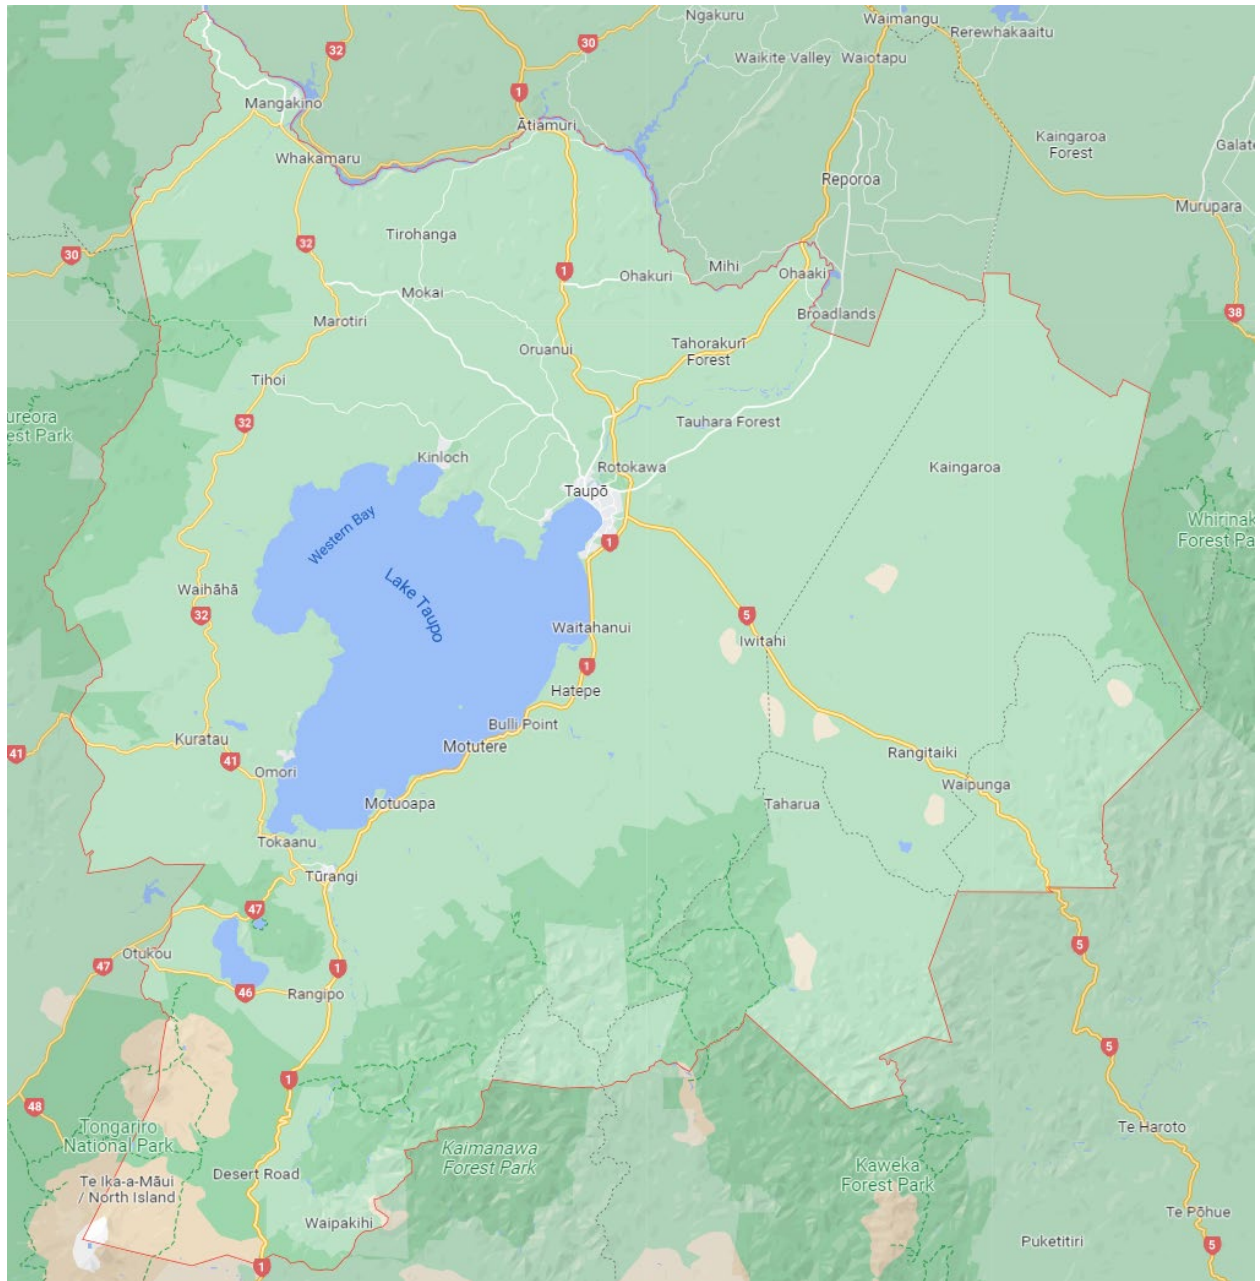 Ngakuru
Waimangu
Rerewhakaaitu
30
32
Waikite Valley
Waiotapu
1
Mangakino
Ātiamuri
Kaingaroa
Forest
Galate
Whakamaru
Reporoa
Murupara
Tirohanga
32
30
1
Mihi
Ohakuri
Ohaaki
Mokai
Broadlands
38
Marotiri
Oruanui
Tahorakurī
Forest
Tihoi
ureora
est Park
32
Tauhara Forest
Kinloch
Rotokawa
Kaingaroa
Taupō
Western Bay
Whirinak
Forest Pa
1
Lake Taupo
Waihāhā
32
Waitahanui
5
Iwitahi
1
Hatepe
Bulli Point
Kuratau
Motutere
41
41
Rangitaiki
Omori
Waipunga
Motuoapa
Taharua
Tokaanu
Tūrangi
47
5
Otukou
47
1
46
Rangipo
5
1
48
Tongariro
National Park
Te Haroto
Kaimanawa
Forest Park
Kaweka
Forest Park
Desert Road
Te Ika-a-Māui
/ North Island
Te Pōhue
Waipakihi
Puketitiri
5
1